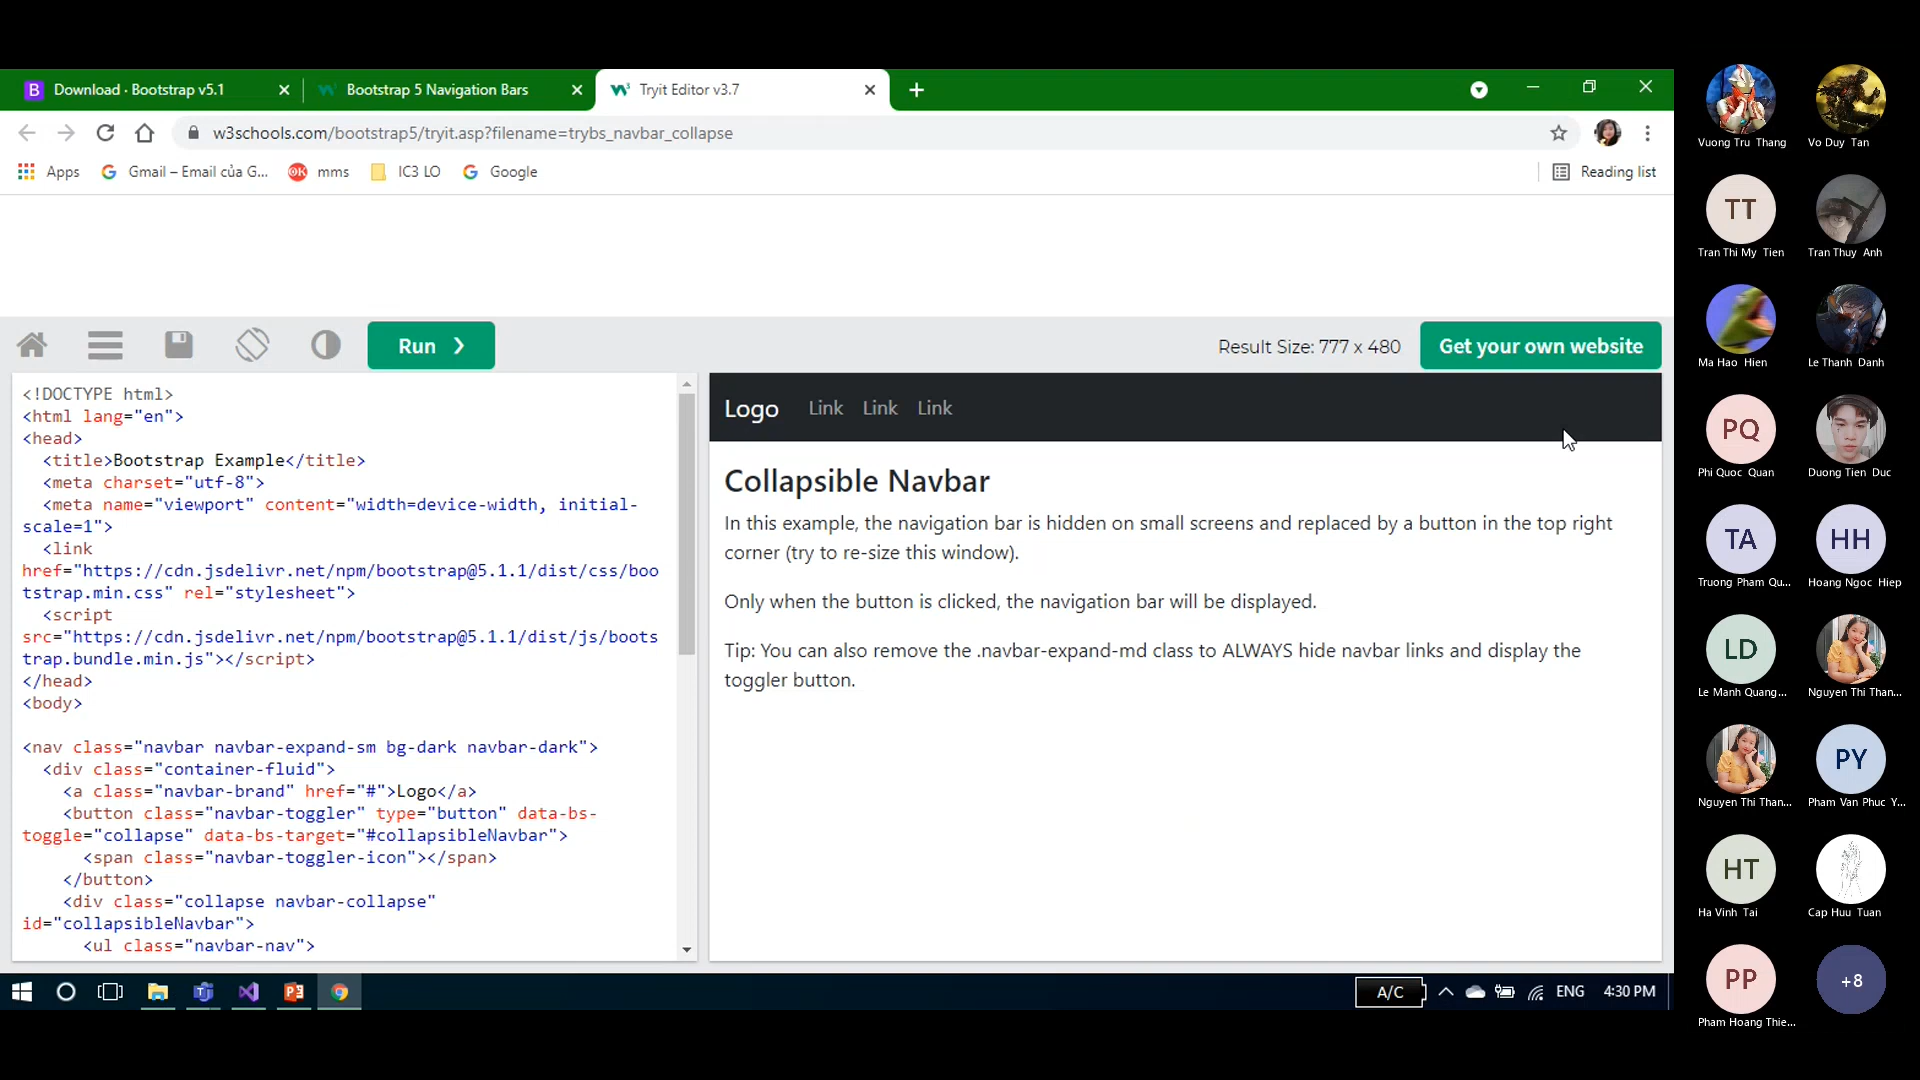 Download · Bootstrap v5.1
Bootstrap 5 Navigation Bars
Tryit Editor v3.7
w3schools.com/bootstrap5/tryit.asp?filename=trybs_navbar_collapse
Apps
Gmail – Email của G...
mms
IC3 LO
Google
Reading list
Run ❯
Result Size: 777 x 480
Get your own website
<!DOCTYPE html>
<html lang="en">
<head>
<title>Bootstrap Example</title>
<meta charset="utf-8">
<meta name="viewport" content="width=device-width, initial-
scale=1">
<link
href="https://cdn.jsdelivr.net/npm/bootstrap@5.1.1/dist/css/boo
tstrap.min.css" rel="stylesheet">
<script
src="https://cdn.jsdelivr.net/npm/bootstrap@5.1.1/dist/js/boots
trap.bundle.min.js"></script>
</head>
<body>
<nav class="navbar navbar-expand-sm bg-dark navbar-dark">
<div class="container-fluid">
<a class="navbar-brand" href="#">Logo</a>
<button class="navbar-toggler" type="button" data-bs-
toggle="collapse" data-bs-target="#collapsibleNavbar">
<span class="navbar-toggler-icon"></span>
</button>
<div class="collapse navbar-collapse"
id="collapsibleNavbar">
<ul class="navbar-nav">
Logo Link Link Link
Collapsible Navbar
In this example, the navigation bar is hidden on small screens and replaced by a button in the top right
corner (try to re-size this window).
Only when the button is clicked, the navigation bar will be displayed.
Tip: You can also remove the .navbar-expand-md class to ALWAYS hide navbar links and display the
toggler button.
A/C
ENG
4:30 PM
Vuong Tru Thang
Vo Duy Tan
TT
Tran Thi My Tien
Tran Thuy Anh
Ma Hao Hien
Le Thanh Danh
PQ
Phi Quoc Quan
Duong Tien Duc
TA
Truong Pham Qu...
HH
Hoang Ngoc Hiep
LD
Le Manh Quang...
Nguyen Thi Than...
Nguyen Thi Than...
PY
Pham Van Phuc Y...
HT
Ha Vinh Tai
Cap Huu Tuan
PP
Pham Hoang Thie...
+8